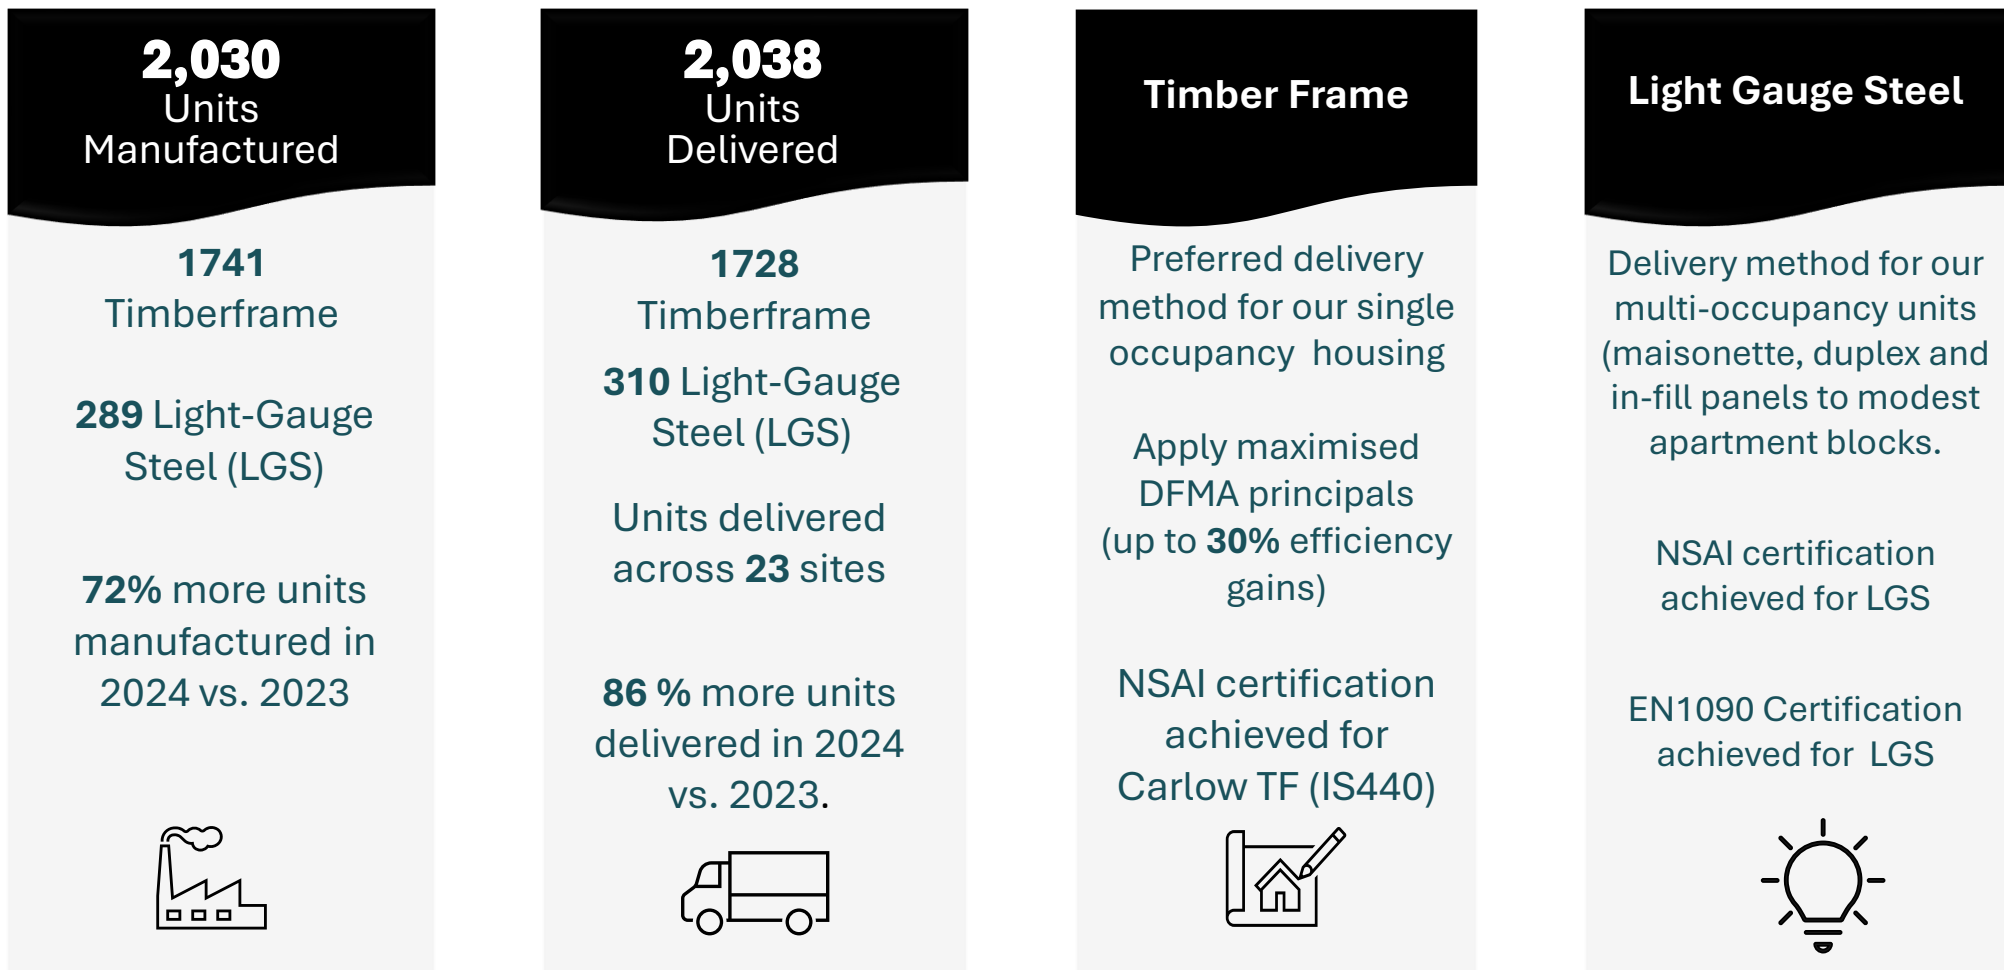 2,030
Units
Manufactured
1741
Timberframe
289 Light-Gauge
Steel (LGS)
72% more units
manufactured in
2024 vs. 2023
2,038
Units
Delivered
1728
Timberframe
310 Light-Gauge
Steel (LGS)
Units delivered
across 23 sites
86 % more units
delivered in 2024
vs. 2023.
Timber Frame
Preferred delivery
method for our single
occupancy  housing
Apply maximised
DFMA principals
(up to 30% efficiency
gains)
NSAI certification
achieved for
Carlow TF (IS440)
Light Gauge Steel
Delivery method for our
multi-occupancy units
(maisonette, duplex and
in-fill panels to modest
apartment blocks.
NSAI certification
achieved for LGS
EN1090 Certification
achieved for  LGS